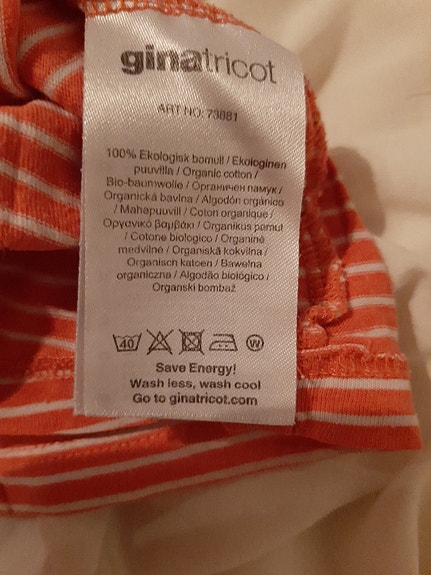 ginatricot
ART NO: 73881
100% Ekologisk bomull / Ekologinen
puuvilla / Organic cotton /
Bio-baumwolle / Органичен памук /
Organická bavlna / Algodón orgánico
/ Mahepuuvill / Coton organique /
Οργανικό βαμβάκι / Organikus pamut
/ Cotone biologico / Organinė
medvilnė / Organiskā kokvilna /
Organisch katoen / Bawełna
organiczna / Algodão biológico /
Organski bombaž
40 W
Save Energy!
Wash less, wash cool
Go to ginatricot.com